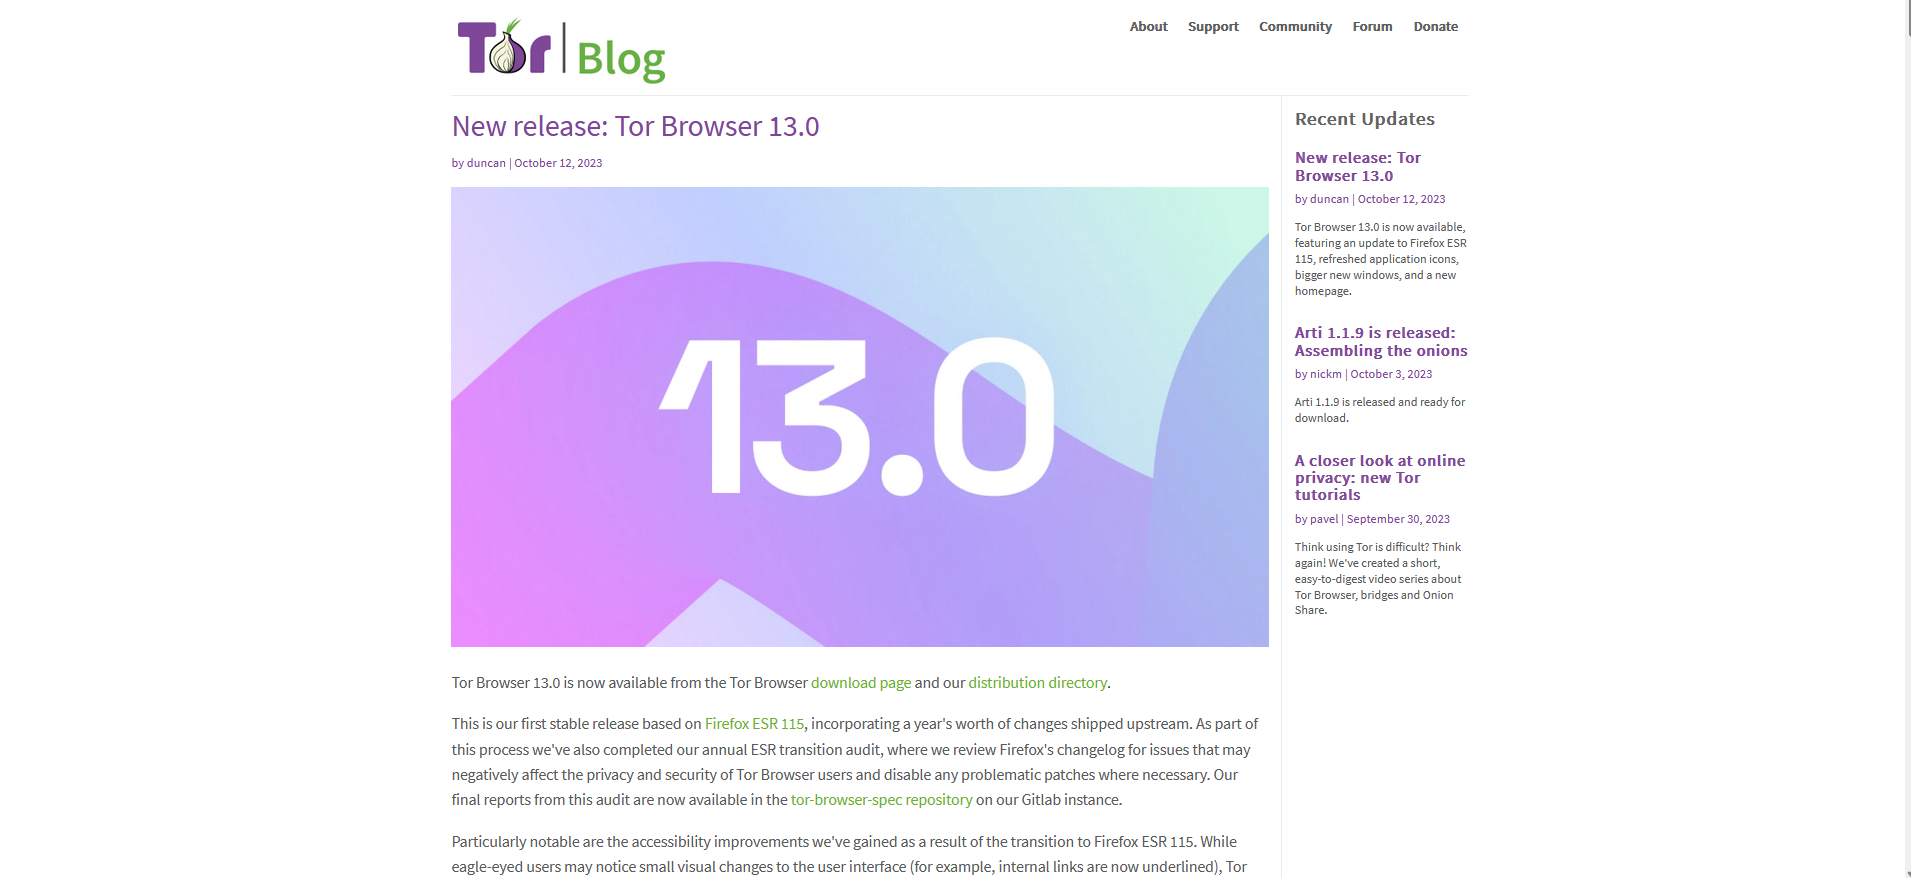 Tor | Blog
About Support Community Forum Donate
New release: Tor Browser 13.0
by duncan | October 12, 2023
13.0
Tor Browser 13.0 is now available from the Tor Browser download page and our distribution directory.
This is our first stable release based on Firefox ESR 115, incorporating a year's worth of changes shipped upstream. As part of
this process we've also completed our annual ESR transition audit, where we review Firefox's changelog for issues that may
negatively affect the privacy and security of Tor Browser users and disable any problematic patches where necessary. Our
final reports from this audit are now available in the tor-browser-spec repository on our Gitlab instance.
Particularly notable are the accessibility improvements we've gained as a result of the transition to Firefox ESR 115. While
eagle-eyed users may notice small visual changes to the user interface (for example, internal links are now underlined), Tor
Recent Updates
New release: Tor
Browser 13.0
by duncan | October 12, 2023
Tor Browser 13.0 is now available,
featuring an update to Firefox ESR
115, refreshed application icons,
bigger new windows, and a new
homepage.
Arti 1.1.9 is released:
Assembling the onions
by nickm | October 3, 2023
Arti 1.1.9 is released and ready for
download.
A closer look at online
privacy: new Tor
tutorials
by pavel | September 30, 2023
Think using Tor is difficult? Think
again! We've created a short,
easy-to-digest video series about
Tor Browser, bridges and Onion
Share.